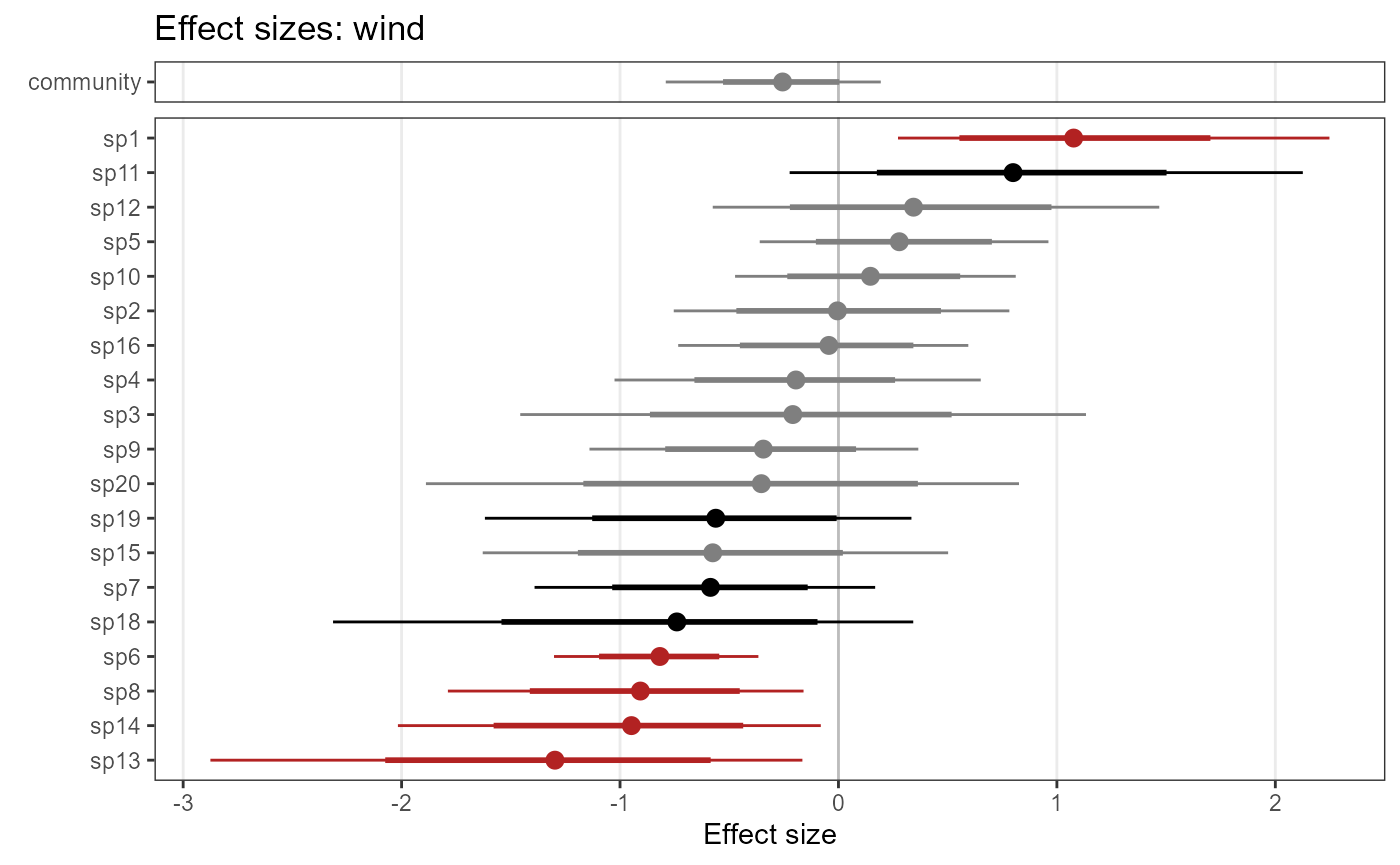 Effect sizes: wind
community
sp1
sp11
sp12
sp5
sp10
sp2
sp16
sp4
sp3
sp9
sp20
sp19
sp15
sp7
sp18
sp6
sp8
sp14
sp13
-3 -2 -1 0 1 2
Effect size